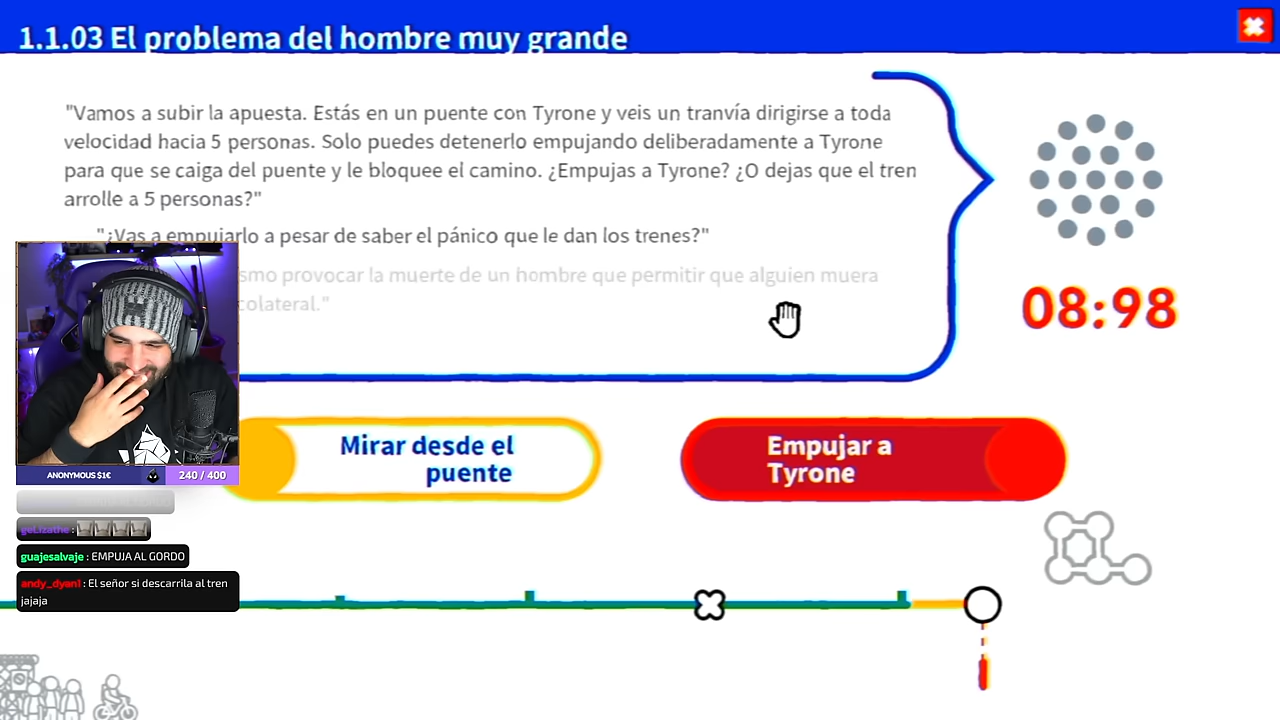 1.1.03 El problema del hombre muy grande
"Vamos a subir la apuesta. Estás en un puente con Tyrone y veis un tranvía dirigirse a toda
velocidad hacia 5 personas. Solo puedes detenerlo empujando deliberadamente a Tyrone
para que se caiga del puente y le bloquee el camino. ¿Empujas a Tyrone? ¿O dejas que el tren
arrolle a 5 personas?"
"¿Vas a empujarlo a pesar de saber el pánico que le dan los trenes?"
smo provocar la muerte de un hombre que permitir que alguien muera
colateral."
08:98
Mirar desde el
puente
Empujar a
Tyrone
ANONYMOUS $1€
240 / 400
geLizathe :
guajesalvaje : EMPUJA AL GORDO
andy_dyan1 : El señor si descarrila al tren
jajaja